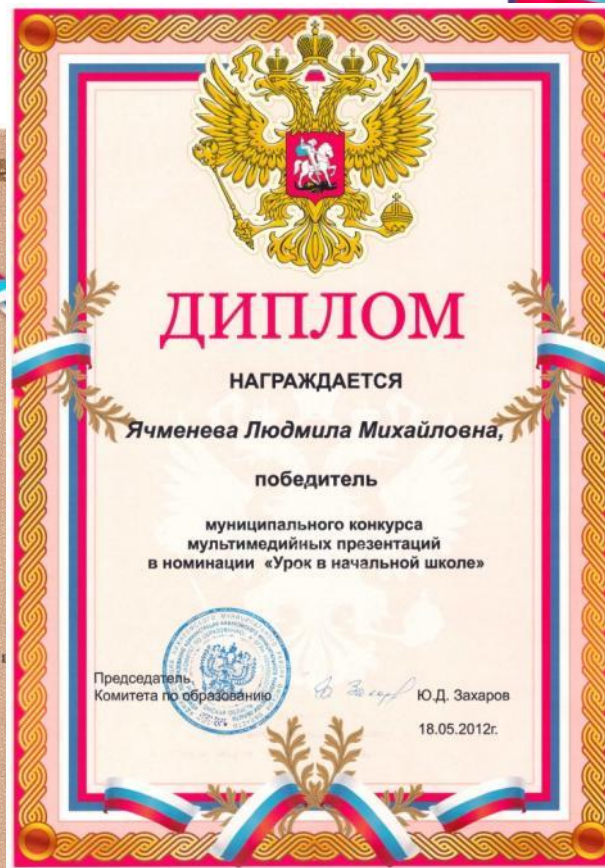 ДИПЛОМ
НАГРАЖДАЕТСЯ
Ячменева Людмила Михайловна,
победитель
муниципального конкурса
мультимедийных презентаций
в номинации «Урок в начальной школе»
Председатель
Комитета по образованию
Ю.Д. Захаров
18.05.2012г.